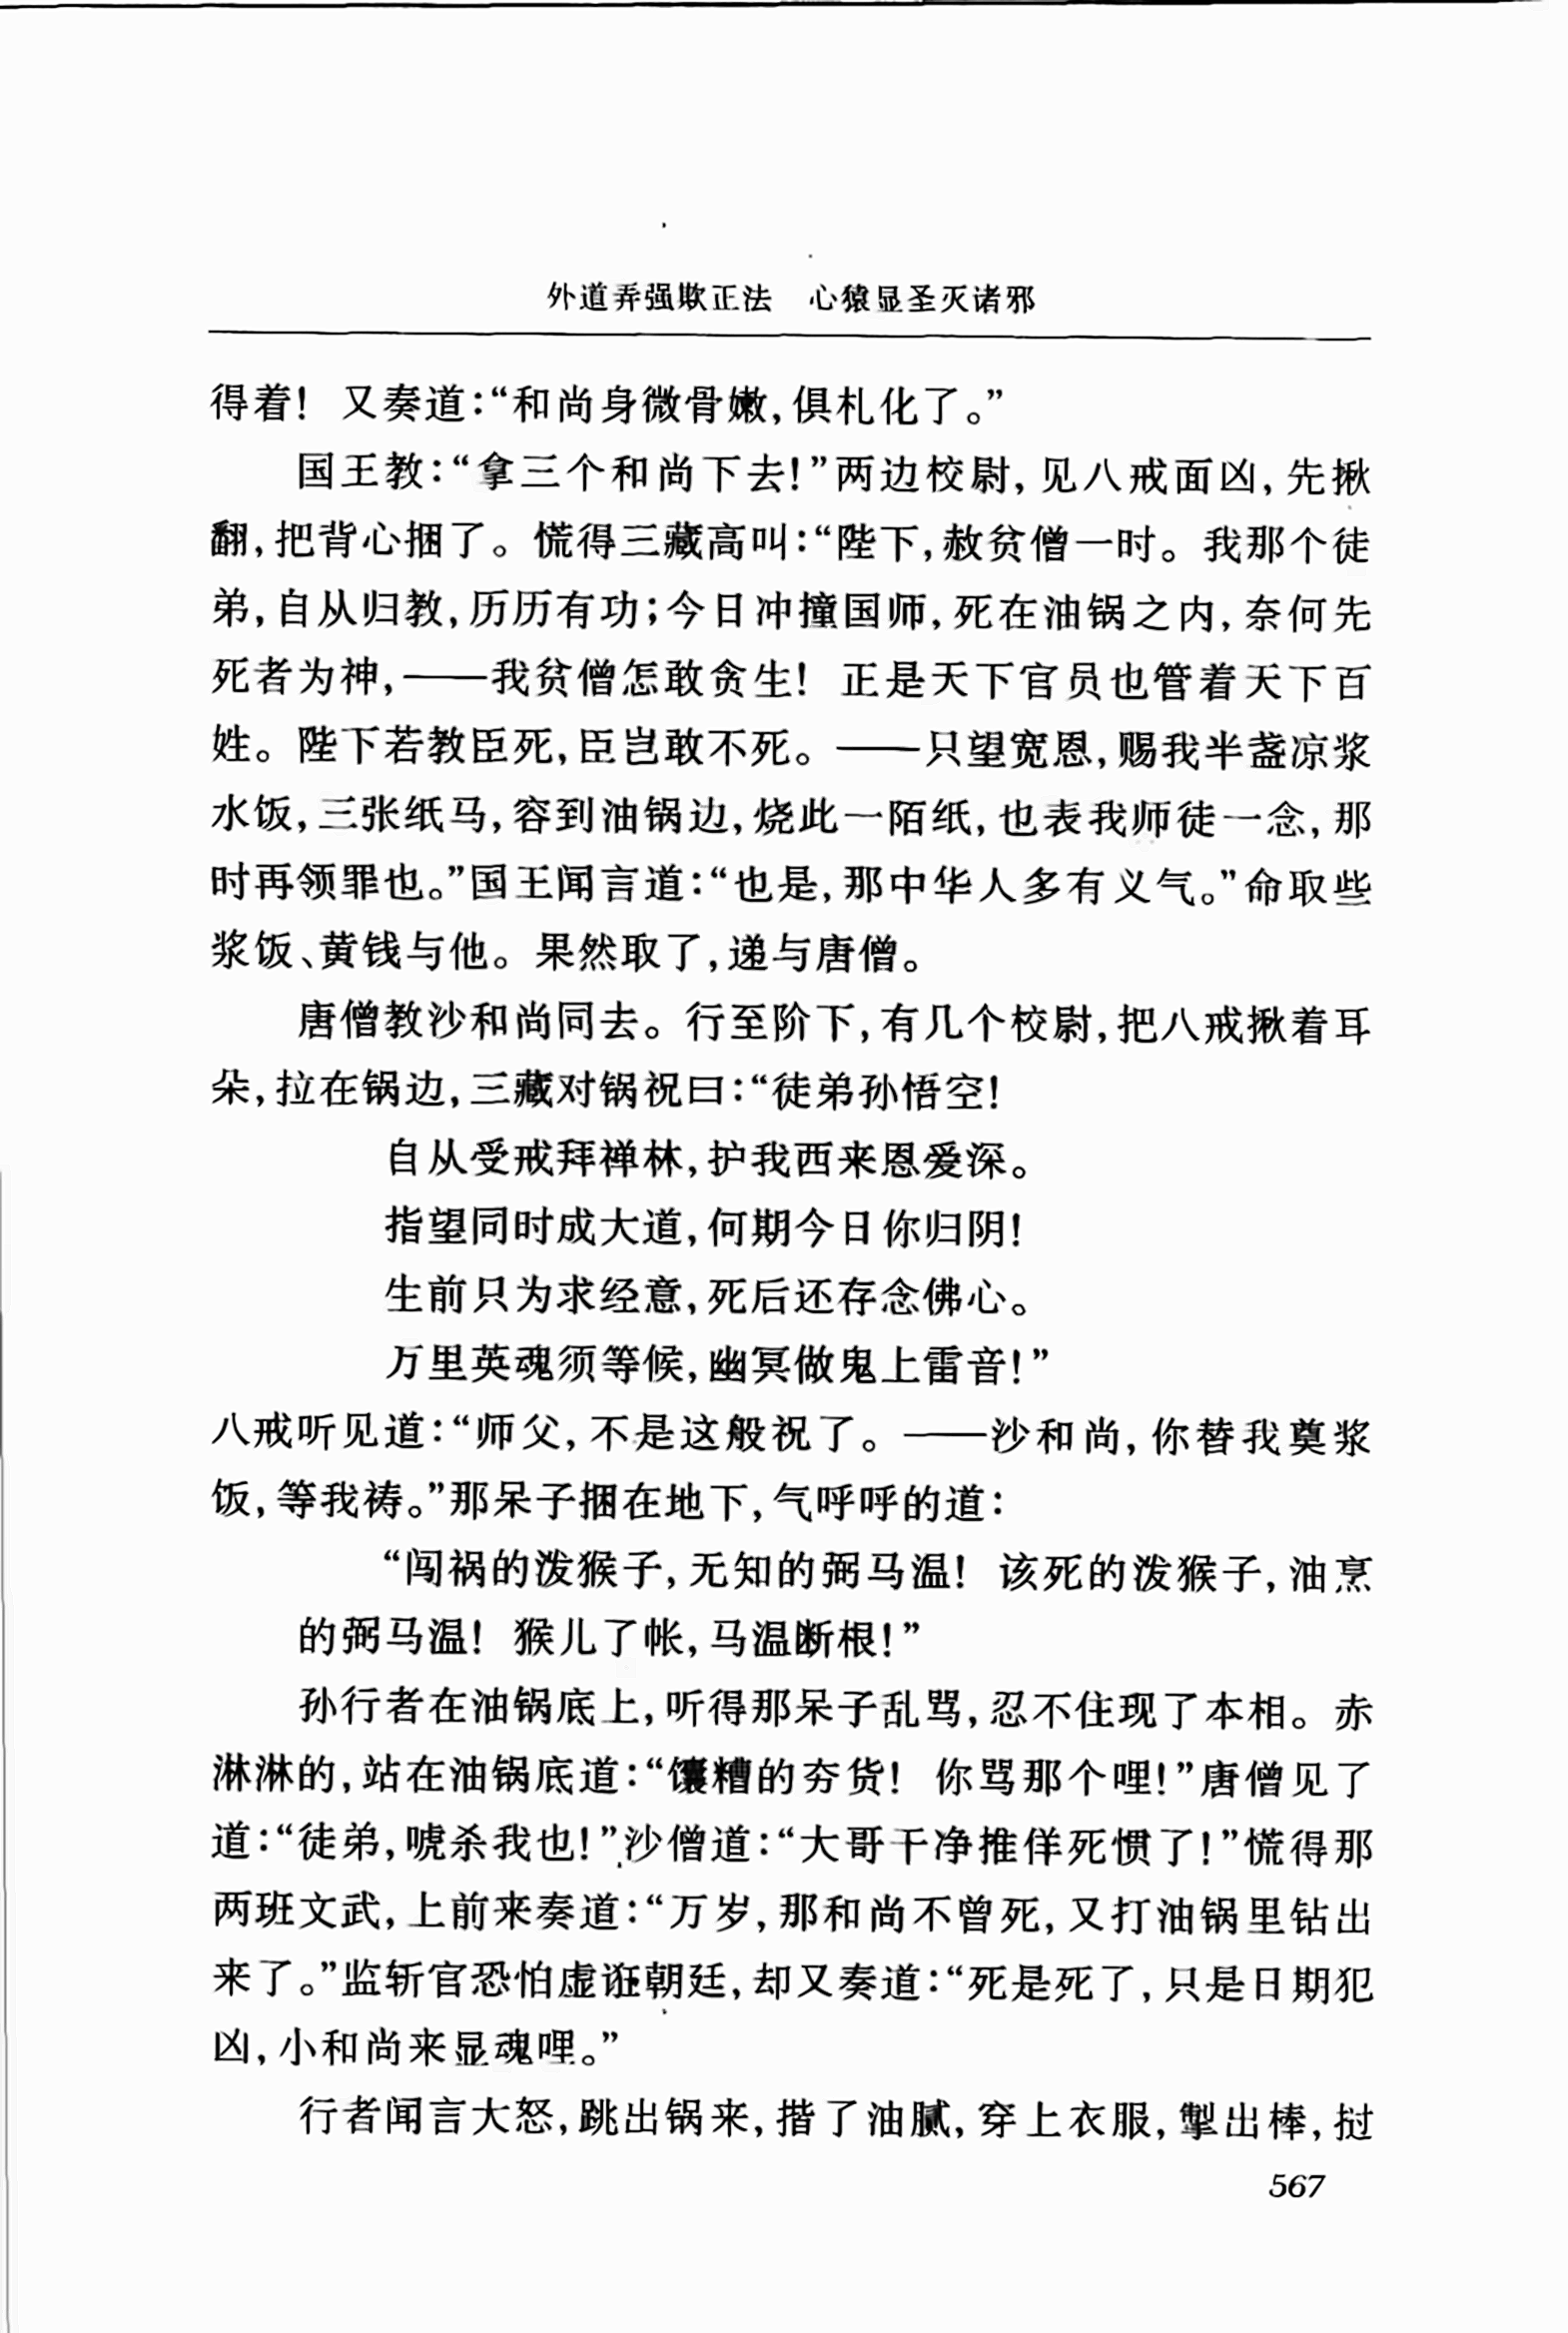 外道弄强欺正法　心猿显圣灭诸邪
得着！又奏道：“和尚身微骨嫩，俱札化了。”
国王教：“拿三个和尚下去！”两边校尉，见八戒面凶，先揪
翻，把背心捆了。慌得三藏高叫：“陛下，赦贫僧一时。我那个徒
弟，自从归教，历历有功；今日冲撞国师，死在油锅之内，奈何先
死者为神，——我贫僧怎敢贪生！正是天下官员也管着天下百
姓。陛下若教臣死，臣岂敢不死。——只望宽恩，赐我半盏凉浆
水饭，三张纸马，容到油锅边，烧此一陌纸，也表我师徒一念，那
时再领罪也。”国王闻言道：“也是，那中华人多有义气。”命取些
浆饭、黄钱与他。果然取了，递与唐僧。
唐僧教沙和尚同去。行至阶下，有几个校尉，把八戒揪着耳
朵，拉在锅边，三藏对锅祝曰：“徒弟孙悟空！
自从受戒拜禅林，护我西来恩爱深。
指望同时成大道，何期今日你归阴！
生前只为求经意，死后还存念佛心。
万里英魂须等候，幽冥做鬼上雷音！”
八戒听见道：“师父，不是这般祝了。——沙和尚，你替我奠浆
饭，等我祷。”那呆子捆在地下，气呼呼的道：
“闯祸的泼猴子，无知的弼马温！该死的泼猴子，油烹
的弼马温！猴儿了帐，马温断根！”
孙行者在油锅底上，听得那呆子乱骂，忍不住现了本相。赤
淋淋的，站在油锅底道：“馕糟的夯货！你骂那个哩！”唐僧见了
道：“徒弟，唬杀我也！”沙僧道：“大哥干净推佯死惯了！”慌得那
两班文武，上前来奏道：“万岁，那和尚不曾死，又打油锅里钻出
来了。”监斩官恐怕虚诳朝廷，却又奏道：“死是死了，只是日期犯
凶，小和尚来显魂哩。”
行者闻言大怒，跳出锅来，揩了油腻，穿上衣服，掣出棒，挝
567